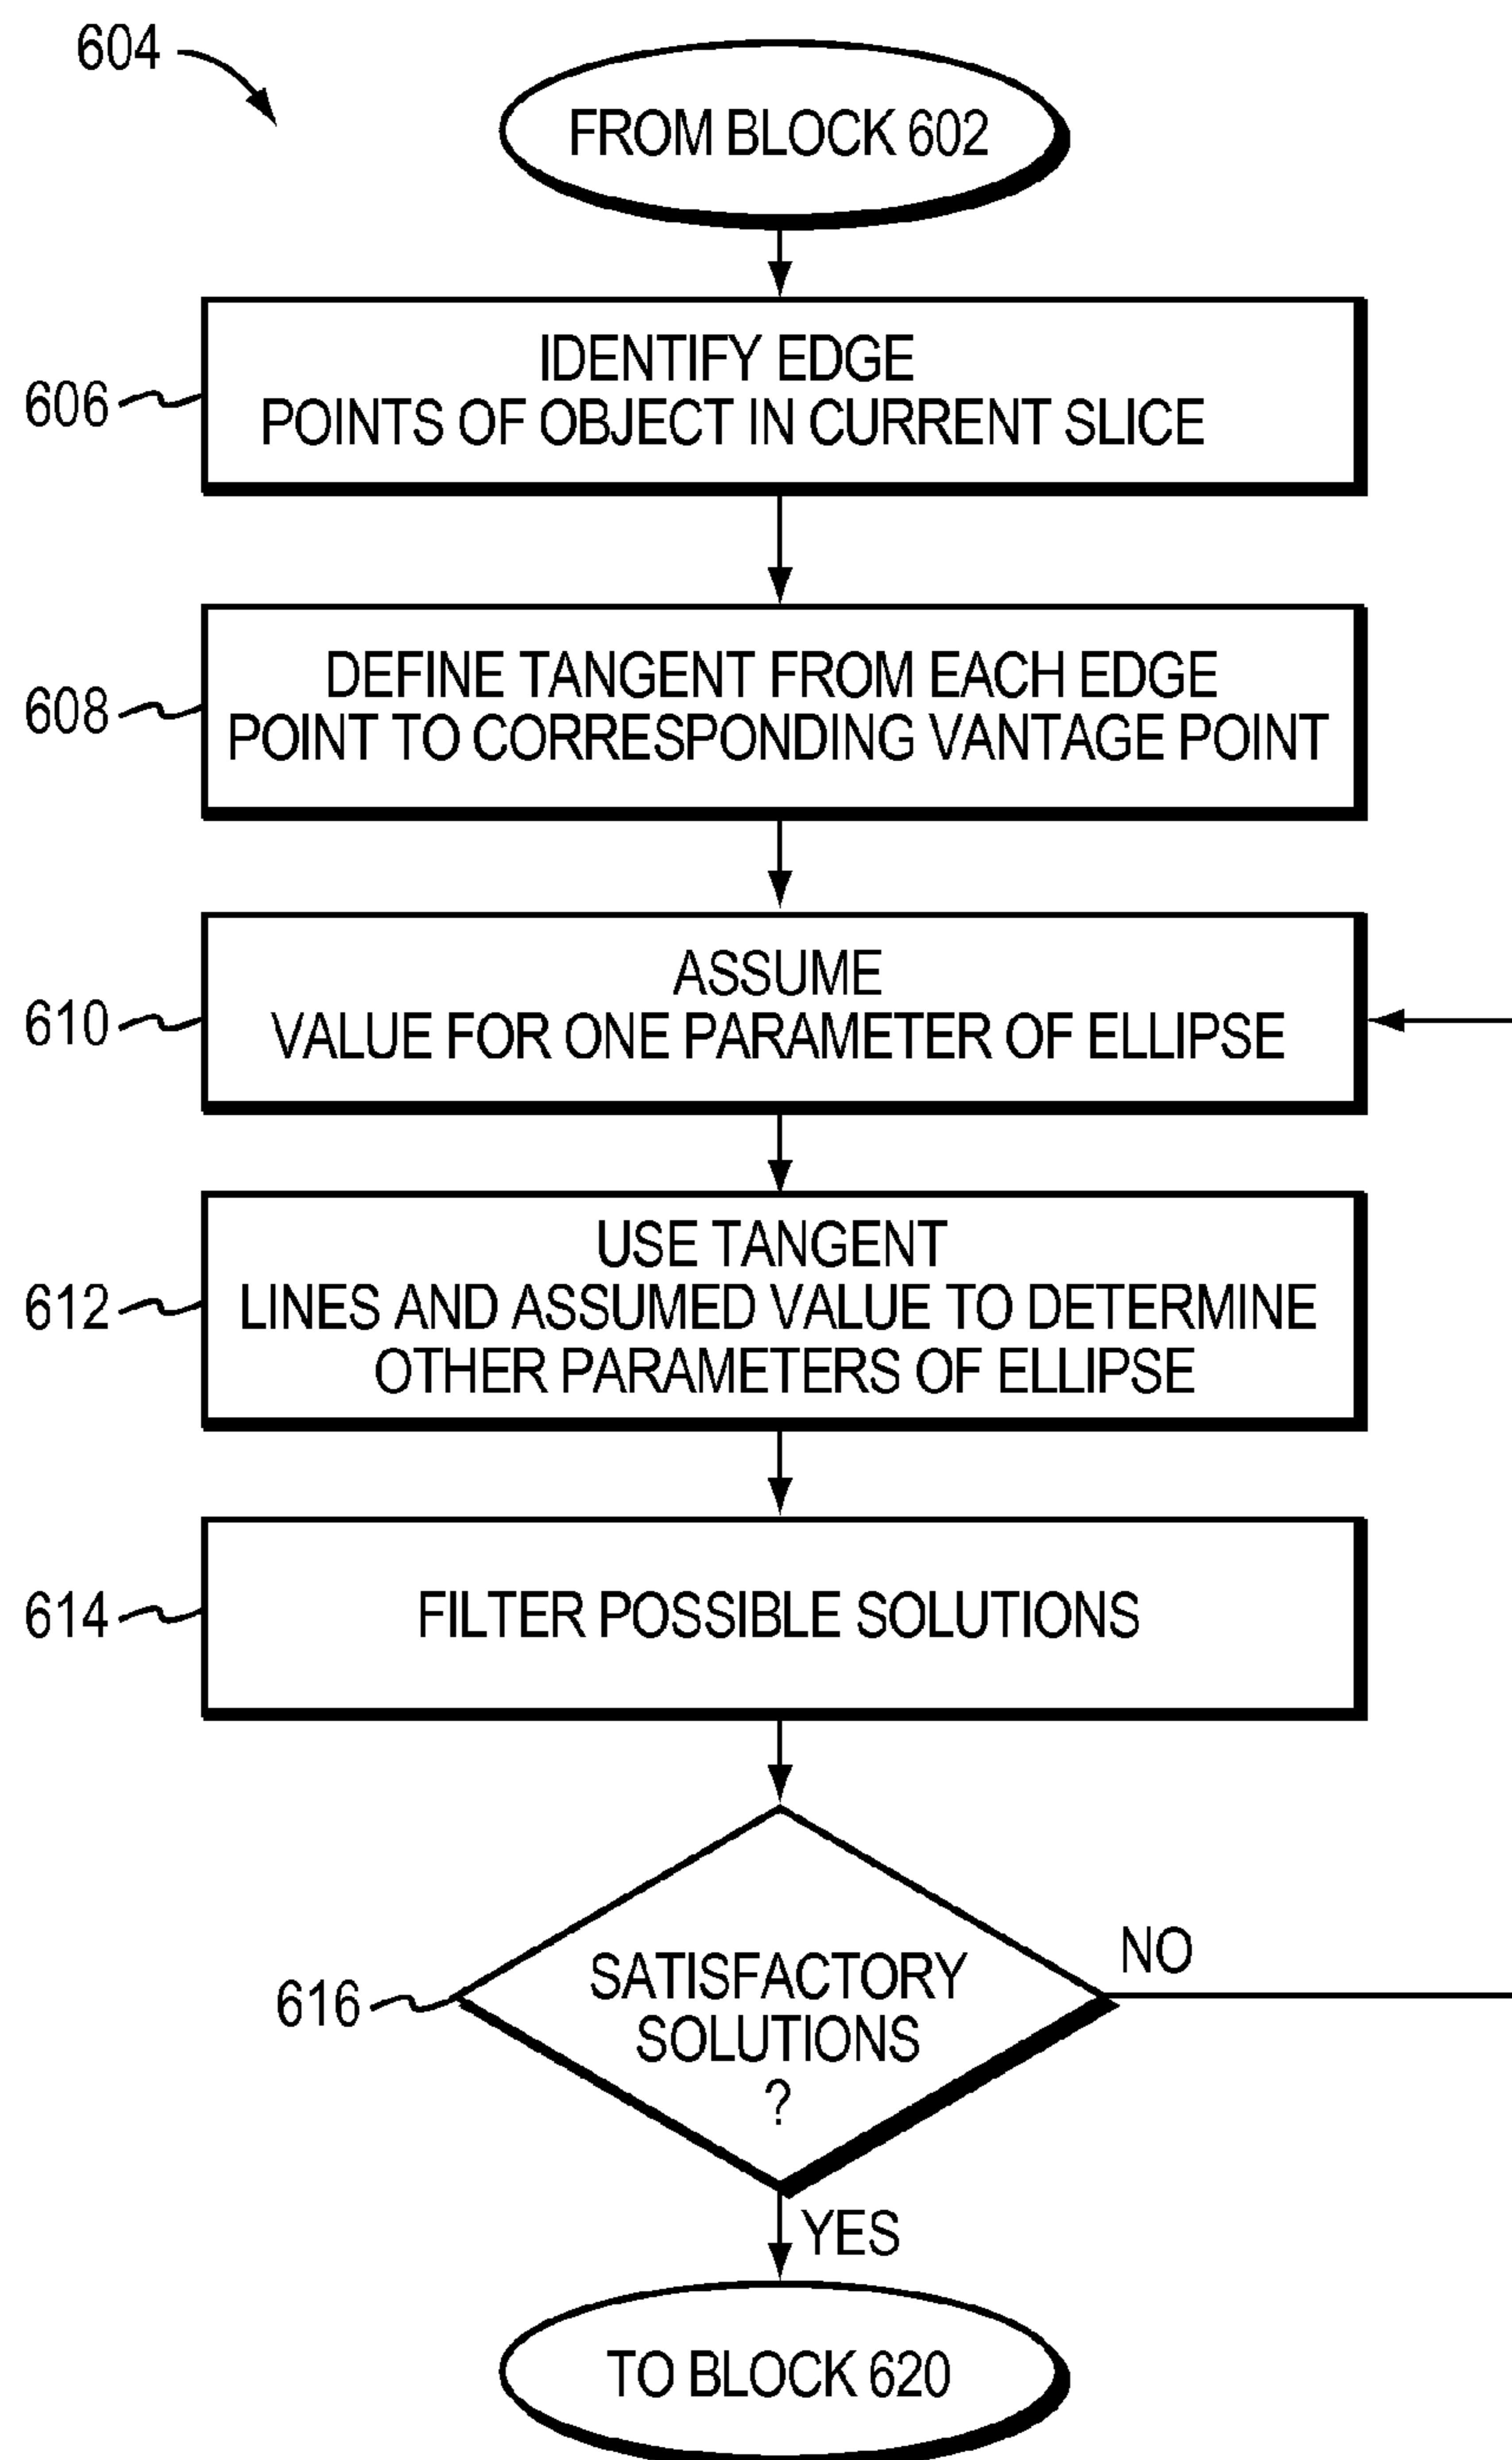 604
FROM BLOCK 602
IDENTIFY EDGE
606
POINTS OF OBJECT IN CURRENT SLICE
DEFINE TANGENT FROM EACH EDGE
608
POINT TO CORRESPONDING VANTAGE POINT
ASSUME
610
VALUE FOR ONE PARAMETER OF ELLIPSE
USE TANGENT
612
LINES AND ASSUMED VALUE TO DETERMINE
OTHER PARAMETERS OF ELLIPSE
614
FILTER POSSIBLE SOLUTIONS
NO
616
SATISFACTORY
SOLUTIONS
?
YES
TO BLOCK 620